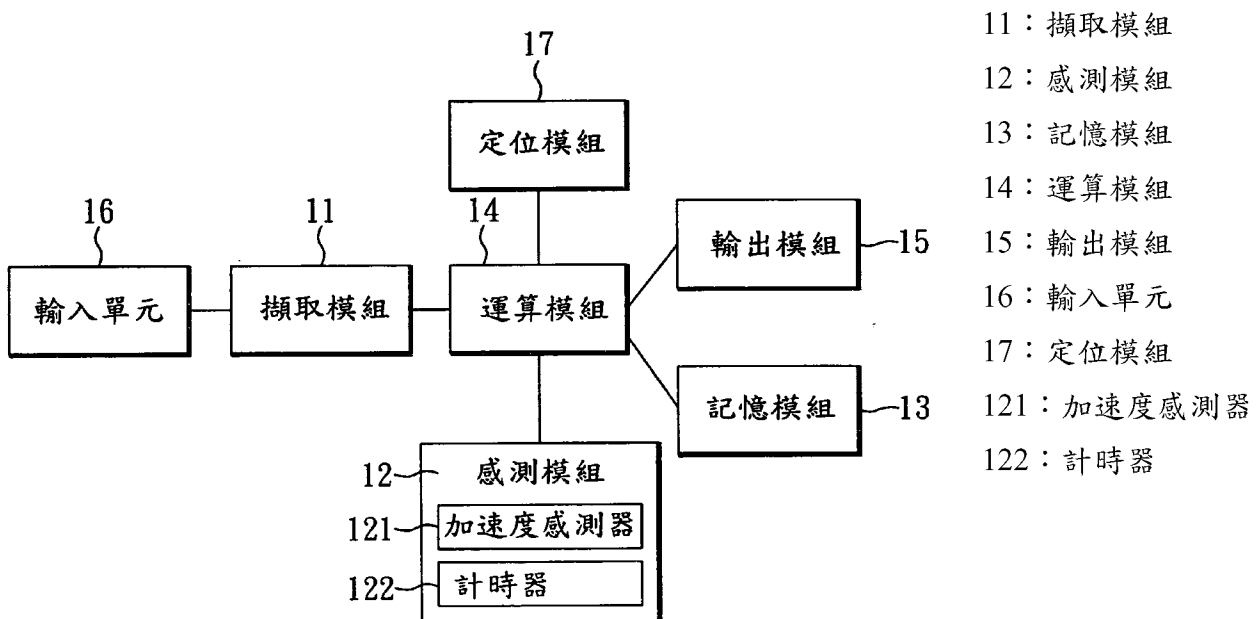 17
定位模組
16
輸入單元
11
擷取模組
14
運算模組
輸出模組
15
記憶模組
13
12
感測模組
121
加速度感測器
122
計時器
11：擷取模組
12：感測模組
13：記憶模組
14：運算模組
15：輸出模組
16：輸入單元
17：定位模組
121：加速度感測器
122：計時器